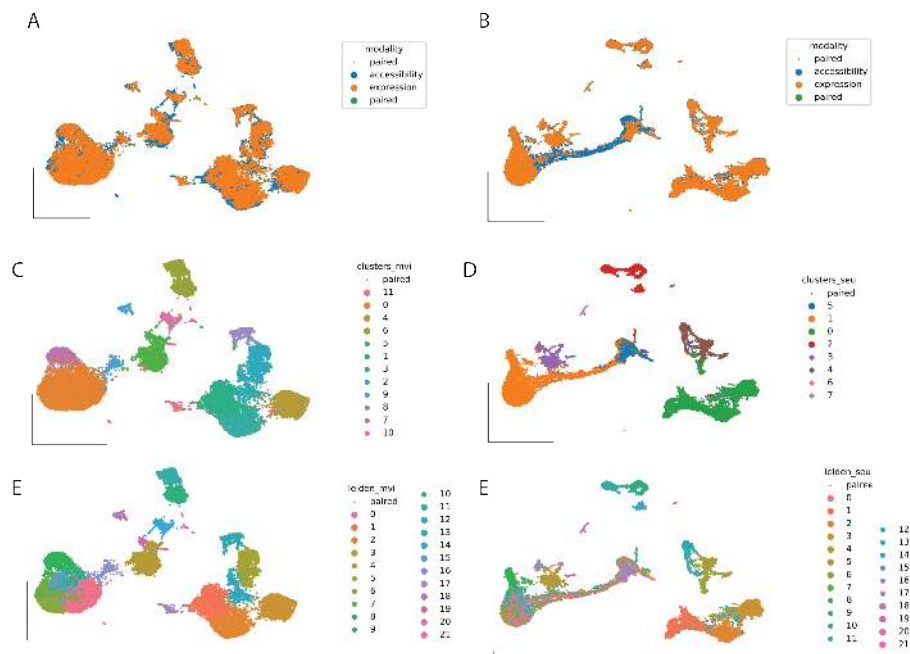 A
modality
paired
accessibility
expression
paired
B
modality
paired
accessibility
expression
paired
C
clusters_mvi
paired
11
0
4
6
5
1
3
2
9
8
7
10
D
clusters_seu
paired
5
1
0
2
3
4
6
7
E
leiden_mvi
paired
0
1
2
3
4
5
6
7
8
9
10
11
12
13
14
15
16
17
18
19
20
21
E
leiden_seu
paired
0
1
2
3
4
5
6
7
8
9
10
11
12
13
14
15
16
17
18
19
20
21